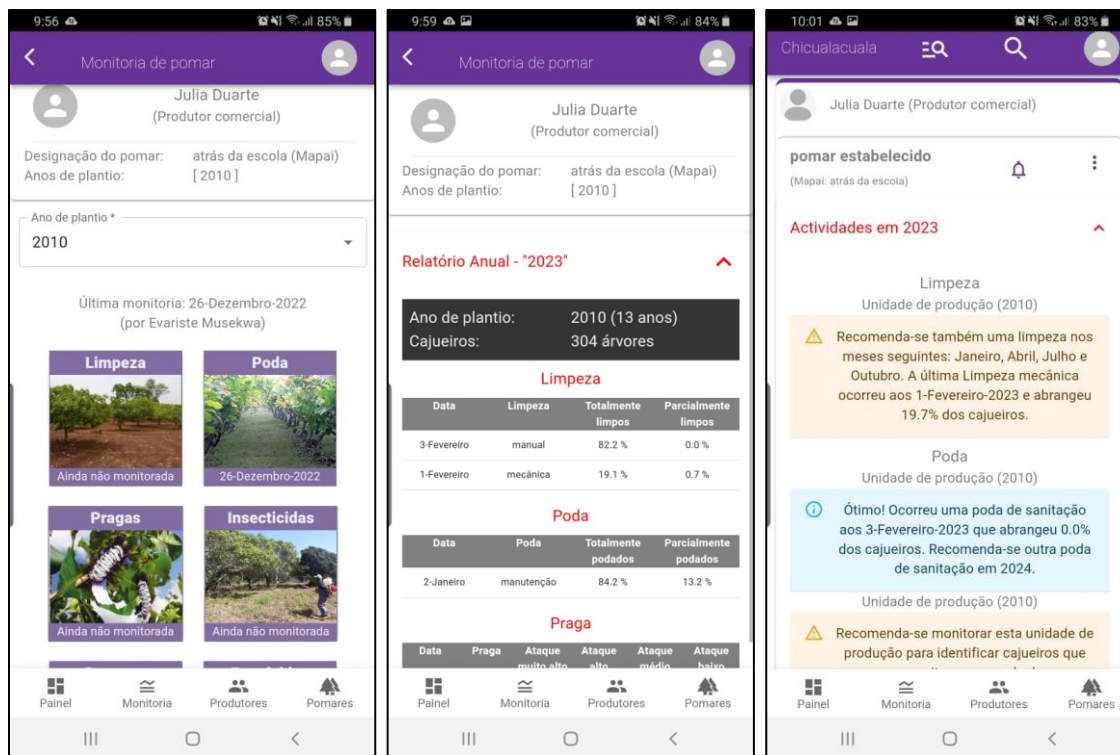 9:56
85%
Monitoria de pomar
Julia Duarte
(Produtor comercial)
Designação do pomar: atrás da escola (Mapai)
Anos de plantio: [ 2010 ]
Ano de plantio *
2010
Última monitoria: 26-Dezembro-2022
(por Evariste Musekwa)
Limpeza
Ainda não monitorada
Poda
26-Dezembro-2022
Pragas
Ainda não monitorada
Insecticidas
Ainda não monitorada
Painel Monitoria Produtores Pomares
9:59
84%
Monitoria de pomar
Julia Duarte
(Produtor comercial)
Designação do pomar: atrás da escola (Mapai)
Anos de plantio: [ 2010 ]
Relatório Anual - "2023"
Ano de plantio: 2010 (13 anos)
Cajueiros: 304 árvores
Limpeza
Data Limpeza Totalmente limpos Parcialmente limpos
3-Fevereiro manual 82.2 % 0.0 %
1-Fevereiro mecânica 19.1 % 0.7 %
Poda
Data Poda Totalmente podados Parcialmente podados
2-Janeiro manutenção 84.2 % 13.2 %
Praga
Data Praga Ataque muito alto Ataque alto Ataque médio Ataque baixo
Painel Monitoria Produtores Pomares
10:01
83%
Chicualacuala
Julia Duarte (Produtor comercial)
pomar estabelecido
(Mapai: atrás da escola)
Actividades em 2023
Limpeza
Unidade de produção (2010)
Recomenda-se também uma limpeza nos
meses seguintes: Janeiro, Abril, Julho e
Outubro. A última Limpeza mecânica
ocorreu aos 1-Fevereiro-2023 e abrangeu
19.7% dos cajueiros.
Poda
Unidade de produção (2010)
Ótimo! Ocorreu uma poda de sanitação
aos 3-Fevereiro-2023 que abrangeu 0.0%
dos cajueiros. Recomenda-se outra poda
de sanitação em 2024.
Unidade de produção (2010)
Recomenda-se monitorar esta unidade de
produção para identificar cajueiros que
Painel Monitoria Produtores Pomares